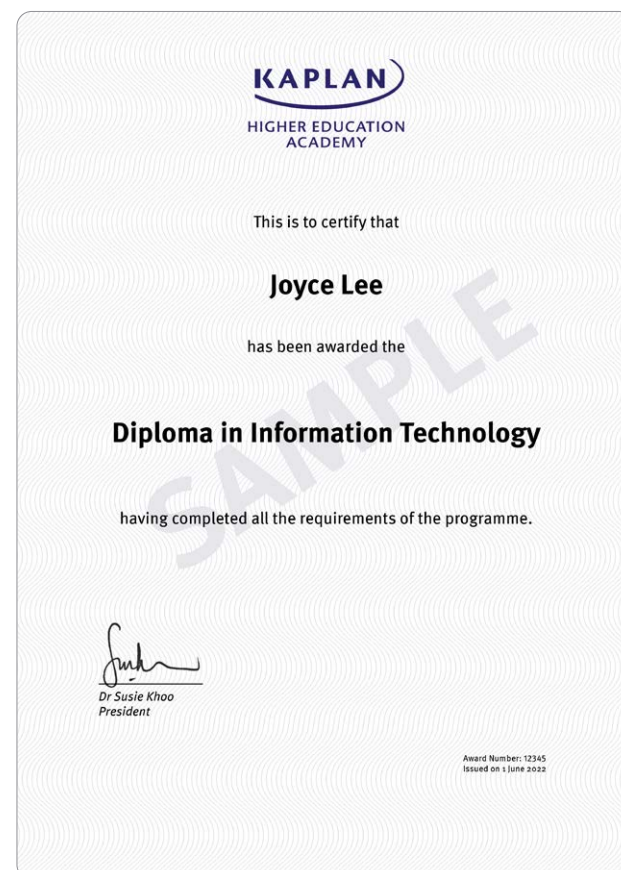 KAPLAN
HIGHER EDUCATION
ACADEMY
This is to certify that
Joyce Lee
has been awarded the
SAMPLE
Diploma in Information Technology
having completed all the requirements of the programme.
Dr Susie Khoo
President
Award Number: 12345
Issued on 1 June 2022